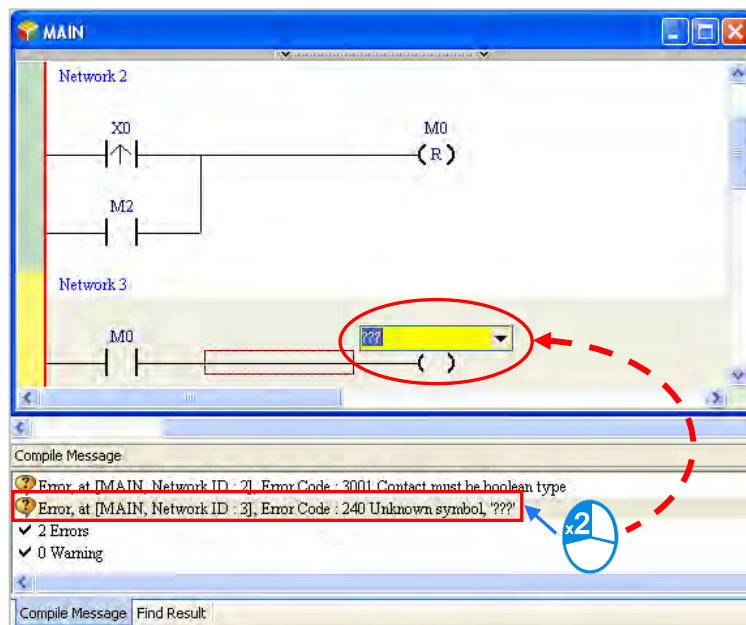 MAIN
Network 2
X0
M0
( R )
M2
Network 3
M0
???
( )
Compile Message
Error, at [MAIN, Network ID : 2], Error Code : 3001 Contact must be boolean type
Error, at [MAIN, Network ID : 3], Error Code : 240 Unknown symbol, '???'
2 Errors
0 Warning
x2
Compile Message Find Result